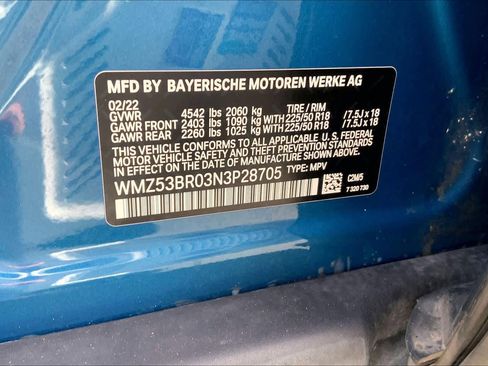 MFD BY BAYERISCHE MOTOREN WERKE AG
02/22
GVWR 4542 lbs 2060 kg TIRE / RIM
GAWR FRONT 2403 lbs 1090 kg WITH 225/50 R18 /7.5J x 18
GAWR REAR 2260 lbs 1025 kg WITH 225/50 R18 /7.5J x 18
THIS VEHICLE CONFORMS TO ALL APPLICABLE U.S. FEDERAL
MOTOR VEHICLE SAFETY AND THEFT PREVENTION STANDARDS
IN EFFECT ON THE DATE OF MANUFACTURE SHOWN ABOVE.
WMZ53BR03N3P28705 TYPE: MPV
C2M/5
7 320 730